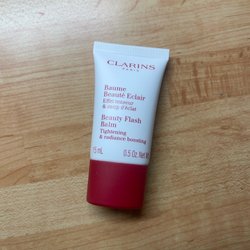 CLARINS
PARIS
Baume
Beauté Eclair
Effet tenseur
& coup d'éclat
Beauty Flash
Balm
Tightening
& radiance boosting
15 mL 0.5 Oz. Net